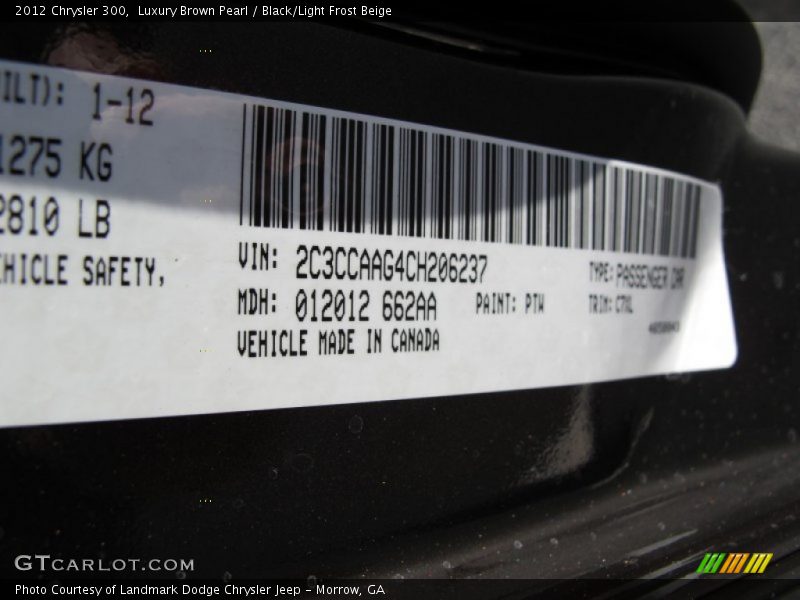 2012 Chrysler 300,  Luxury Brown Pearl / Black/Light Frost Beige
UILT): 1-12
1275 KG
2810 LB
EHICLE SAFETY,
VIN: 2C3CCAAG4CH206237
TYPE: PASSENGER CAR
MDH: 012012 662AA
PAINT: PTW
TRIM: CTXL
VEHICLE MADE IN CANADA
GTCARLOT.COM
Photo Courtesy of Landmark Dodge Chrysler Jeep - Morrow, GA